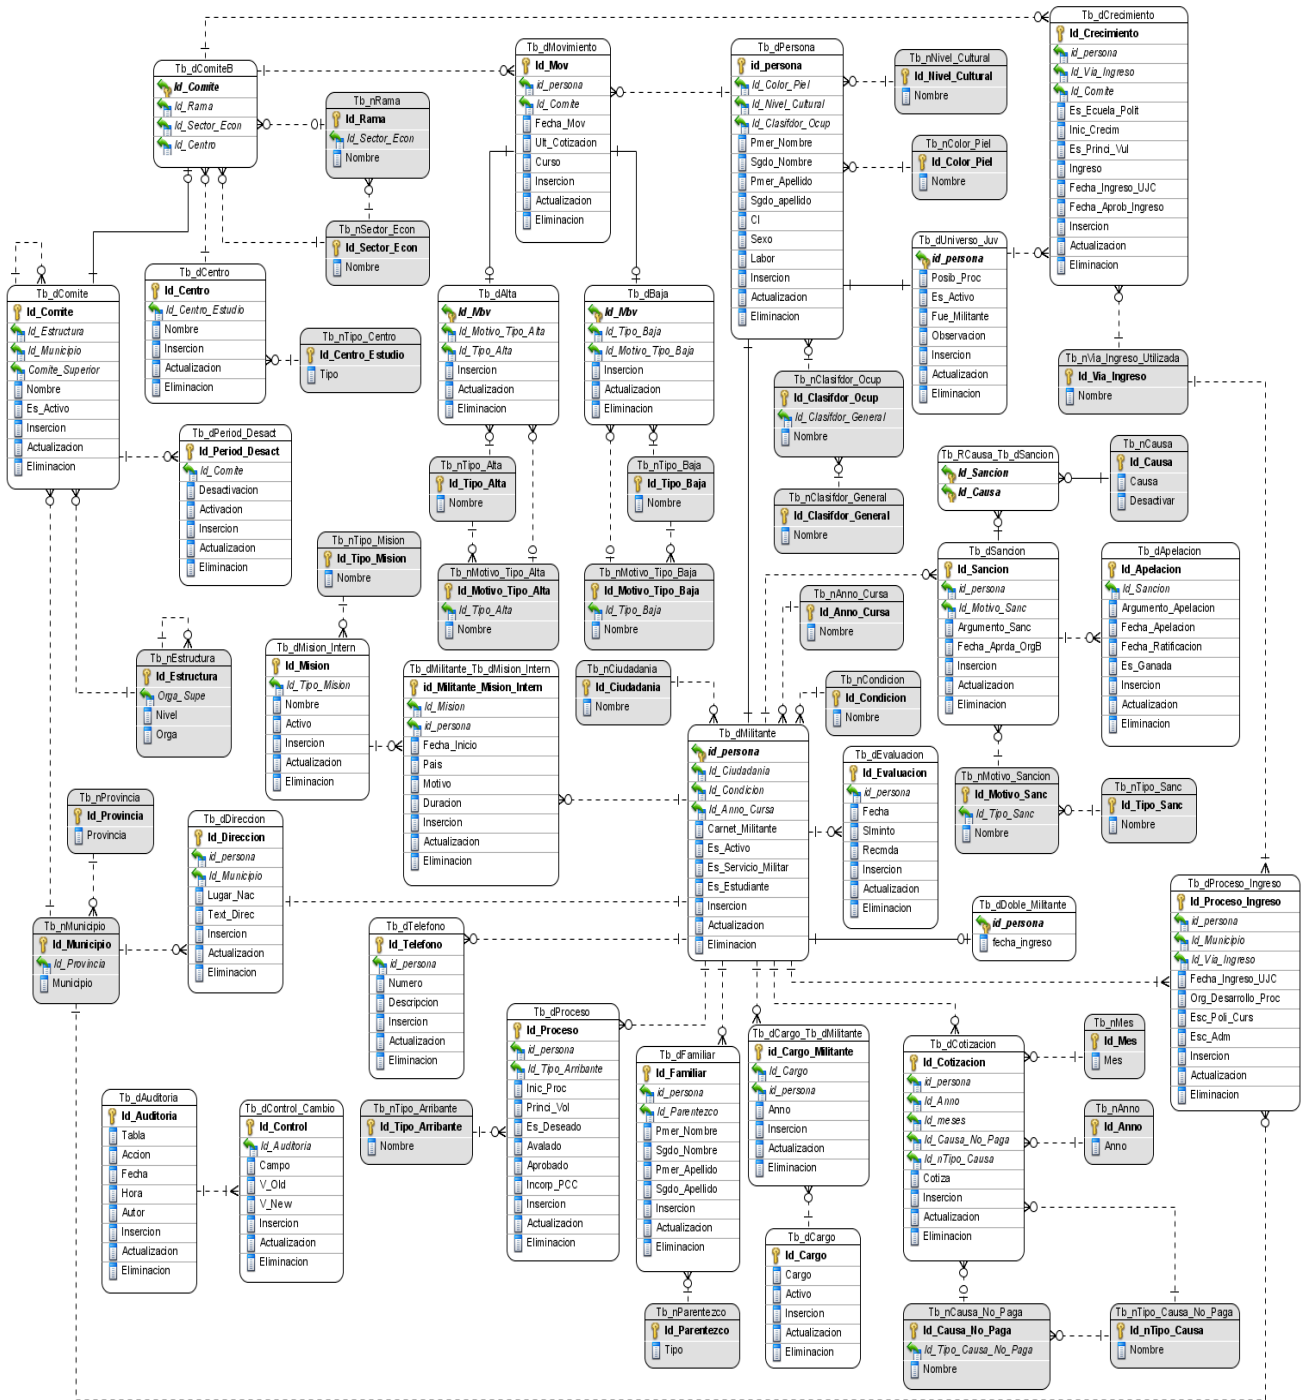 Tb_dCrecimiento
Id_Crecimiento
id_persona
Id_Via_Ingreso
Id_Comite
Es_Ecuela_Polit
Inic_Crecim
Es_Princi_Vul
Ingreso
Fecha_Ingreso_UJC
Fecha_Aprob_Ingreso
Insercion
Actualizacion
Eliminacion
Tb_dMovimiento
Id_Mov
id_persona
Id_Comite
Fecha_Mov
Ult_Cotizacion
Curso
Insercion
Actualizacion
Eliminacion
Tb_dPersona
id_persona
Id_Color_Piel
Id_Nivel_Cultural
Id_Clasifdor_Ocup
Pmer_Nombre
Sgdo_Nombre
Pmer_Apellido
Sgdo_apellido
CI
Sexo
Labor
Insercion
Actualizacion
Eliminacion
Tb_nNivel_Cultural
Id_Nivel_Cultural
Nombre
Tb_dComiteB
Id_Comite
Id_Rama
Id_Sector_Econ
Id_Centro
Tb_nRama
Id_Rama
Id_Sector_Econ
Nombre
Tb_nColor_Piel
Id_Color_Piel
Nombre
Tb_nSector_Econ
Id_Sector_Econ
Nombre
Tb_dUniverso_Juv
id_persona
Posib_Proc
Es_Activo
Fue_Militante
Observacion
Insercion
Actualizacion
Eliminacion
Tb_dCentro
Id_Centro
Id_Centro_Estudio
Nombre
Insercion
Actualizacion
Eliminacion
Tb_dComite
Id_Comite
Id_Estructura
Id_Municipio
Comite_Superior
Nombre
Es_Activo
Insercion
Actualizacion
Eliminacion
Tb_dAlta
Id_Mov
Id_Motivo_Tipo_Alta
Id_Tipo_Alta
Insercion
Actualizacion
Eliminacion
Tb_dBaja
Id_Mov
Id_Tipo_Baja
Id_Motivo_Tipo_Baja
Insercion
Actualizacion
Eliminacion
Tb_nTipo_Centro
Id_Centro_Estudio
Tipo
Tb_nVia_Ingreso_Utilizada
Id_Via_Ingreso
Nombre
Tb_nClasifdor_Ocup
Id_Clasifdor_Ocup
Id_Clasifdor_General
Nombre
Tb_dPeriod_Desact
Id_Period_Desact
Id_Comite
Desactivacion
Activacion
Insercion
Actualizacion
Eliminacion
Tb_nTipo_Alta
Id_Tipo_Alta
Nombre
Tb_nTipo_Baja
Id_Tipo_Baja
Nombre
Tb_RCausa_Tb_dSancion
Id_Sancion
Id_Causa
Tb_nCausa
Id_Causa
Causa
Desactivar
Tb_nClasifdor_General
Id_Clasifdor_General
Nombre
Tb_nTipo_Mision
Id_Tipo_Mision
Nombre
Tb_dSancion
Id_Sancion
id_persona
Id_Motivo_Sanc
Argumento_Sanc
Fecha_Aprda_OrgB
Insercion
Actualizacion
Eliminacion
Tb_dApelacion
Id_Apelacion
Id_Sancion
Argumento_Apelacion
Fecha_Apelacion
Fecha_Ratificacion
Es_Ganada
Insercion
Actualizacion
Eliminacion
Tb_nMotivo_Tipo_Alta
Id_Motivo_Tipo_Alta
Id_Tipo_Alta
Nombre
Tb_nMotivo_Tipo_Baja
Id_Motivo_Tipo_Baja
Id_Tipo_Baja
Nombre
Tb_nAnno_Cursa
Id_Anno_Cursa
Nombre
Tb_nEstructura
Id_Estructura
Orga_Supe
Nivel
Orga
Tb_dMision_Intern
Id_Mision
Id_Tipo_Mision
Nombre
Activo
Insercion
Actualizacion
Eliminacion
Tb_dMilitante_Tb_dMision_Intern
id_Militante_Mision_Intern
Id_Mision
id_persona
Fecha_Inicio
Pais
Motivo
Duracion
Insercion
Actualizacion
Eliminacion
Tb_nCiudadania
Id_Ciudadania
Nombre
Tb_nCondicion
Id_Condicion
Nombre
Tb_dMilitante
id_persona
Id_Ciudadania
Id_Condicion
Id_Anno_Cursa
Carnet_Militante
Es_Activo
Es_Servicio_Militar
Es_Estudiante
Insercion
Actualizacion
Eliminacion
Tb_dEvaluacion
Id_Evaluacion
id_persona
Fecha
Slminto
Recmda
Insercion
Actualizacion
Eliminacion
Tb_nMotivo_Sancion
Id_Motivo_Sanc
Id_Tipo_Sanc
Nombre
Tb_nTipo_Sanc
Id_Tipo_Sanc
Nombre
Tb_nProvincia
Id_Provincia
Provincia
Tb_dDireccion
Id_Direccion
id_persona
Id_Municipio
Lugar_Nac
Text_Direc
Insercion
Actualizacion
Eliminacion
Tb_dProceso_Ingreso
Id_Proceso_Ingreso
id_persona
Id_Municipio
Id_Via_Ingreso
Fecha_Ingreso_UJC
Org_Desarrollo_Proc
Esc_Poli_Curs
Esc_Adm
Insercion
Actualizacion
Eliminacion
Tb_dDoble_Militante
id_persona
fecha_ingreso
Tb_nMunicipio
Id_Municipio
Id_Provincia
Municipio
Tb_dTelefono
Id_Telefono
id_persona
Numero
Descripcion
Insercion
Actualizacion
Eliminacion
Tb_dProceso
Id_Proceso
id_persona
Id_Tipo_Arribante
Inic_Proc
Princi_Vol
Es_Deseado
Avalado
Aprobado
Incorp_PCC
Insercion
Actualizacion
Eliminacion
Tb_dFamiliar
Id_Familiar
id_persona
Id_Parentezco
Pmer_Nombre
Sgdo_Nombre
Pmer_Apellido
Sgdo_Apellido
Insercion
Actualizacion
Eliminacion
Tb_dCargo_Tb_dMilitante
id_Cargo_Militante
Id_Cargo
id_persona
Anno
Insercion
Actualizacion
Eliminacion
Tb_dCotizacion
Id_Cotizacion
id_persona
Id_Anno
Id_meses
Id_Causa_No_Paga
Id_nTipo_Causa
Cotiza
Insercion
Actualizacion
Eliminacion
Tb_nMes
Id_Mes
Mes
Tb_dAuditoria
Id_Auditoria
Tabla
Accion
Fecha
Hora
Autor
Insercion
Actualizacion
Eliminacion
Tb_dControl_Cambio
Id_Control
Id_Auditoria
Campo
V_Old
V_New
Insercion
Actualizacion
Eliminacion
Tb_nTipo_Arribante
Id_Tipo_Arribante
Nombre
Tb_nAnno
Id_Anno
Anno
Tb_dCargo
Id_Cargo
Cargo
Activo
Insercion
Actualizacion
Eliminacion
Tb_nParentezco
Id_Parentezco
Tipo
Tb_nCausa_No_Paga
Id_Causa_No_Paga
Id_Tipo_Causa_No_Paga
Nombre
Tb_nTipo_Causa_No_Paga
Id_nTipo_Causa
Nombre